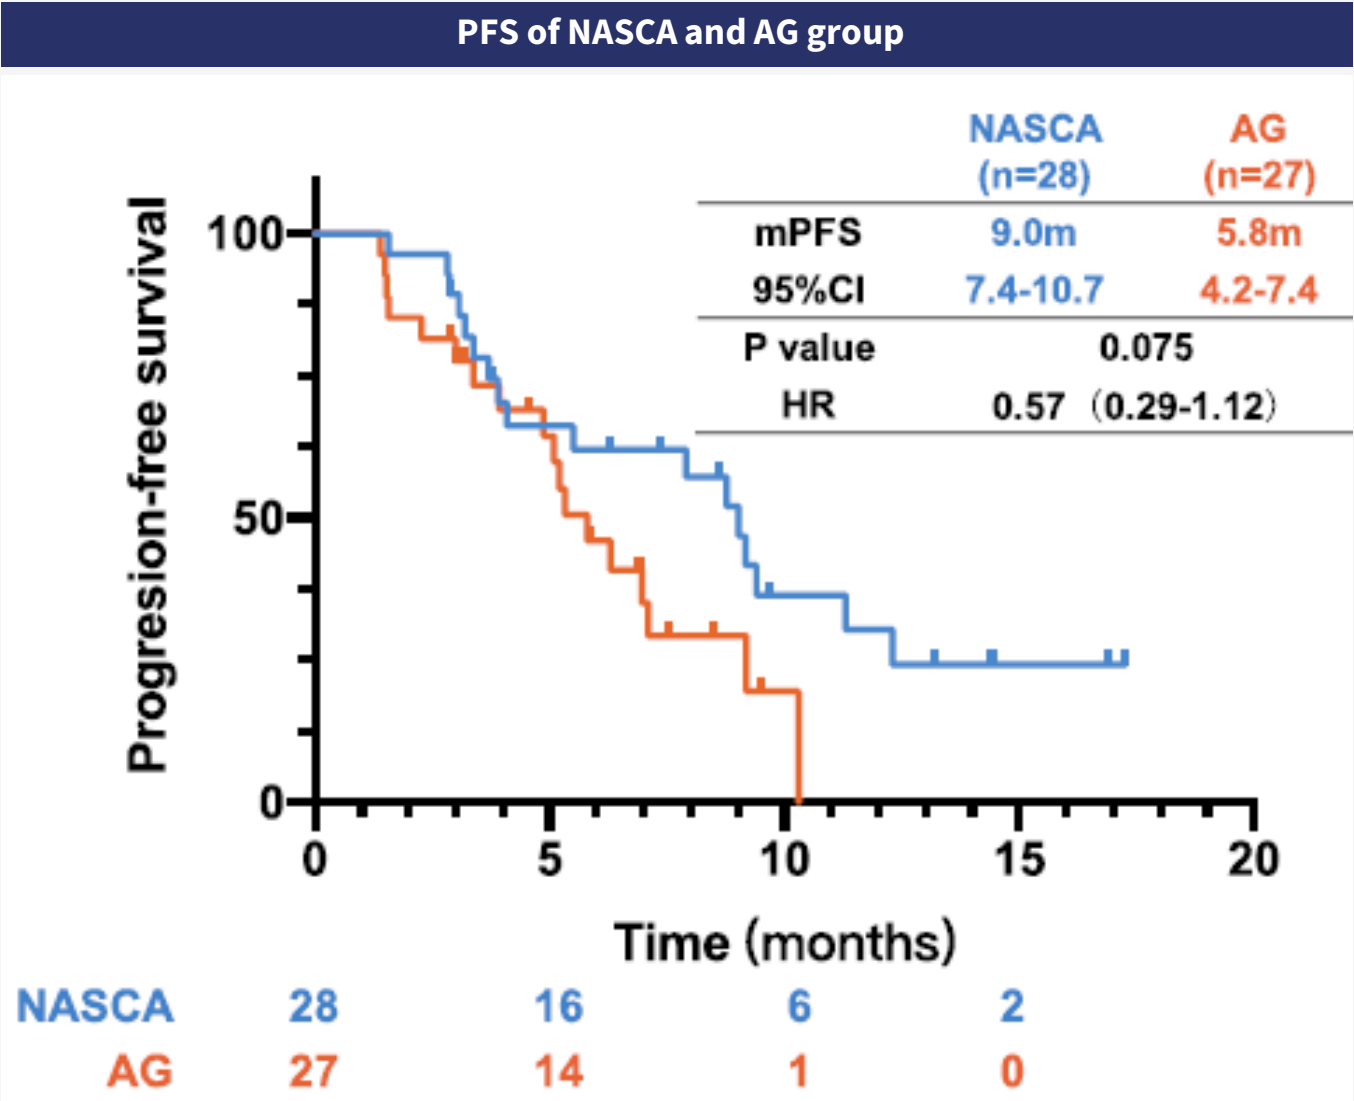 PFS of NASCA and AG group
NASCA AG
(n=28) (n=27)
mPFS 9.0m 5.8m
95%CI 7.4-10.7 4.2-7.4
P value 0.075
HR 0.57 (0.29-1.12)
Progresion-free survival
100
50
0
0 5 10 15 20
Time (months)
NASCA 28 16 6 2
AG 27 14 1 0